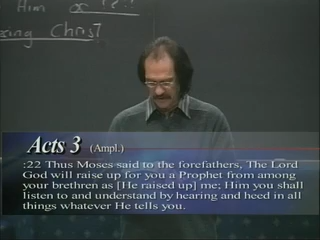 Him or
xing Christ
Acts 3 (Ampl.)
:22 Thus Moses said to the forefathers, The Lord
God will raise up for you a Prophet from among
your brethren as [He raised up] me; Him you shall
listen to and understand by hearing and heed in all
things whatever He tells you.